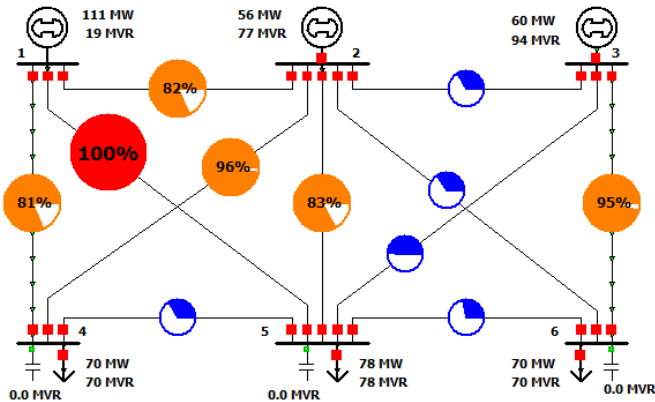 111 MW
19 MVR
56 MW
77 MVR
60 MW
94 MVR
1
2
3
82%
100%
96%
81%
83%
95%
4
5
6
70 MW
70 MVR
78 MW
78 MVR
70 MW
70 MVR
0.0 MVR
0.0 MVR
0.0 MVR